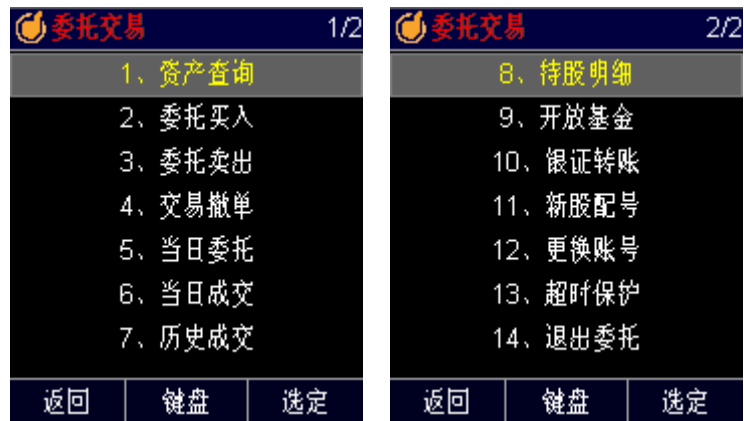 委托交易 1/2
1、资产查询
2、委托买入
3、委托卖出
4、交易撤单
5、当日委托
6、当日成交
7、历史成交
返回 键盘 选定
委托交易 2/2
8、待股明细
9、开放基金
10、银证转账
11、新股配号
12、更换账号
13、超时保护
14、退出委托
返回 键盘 选定